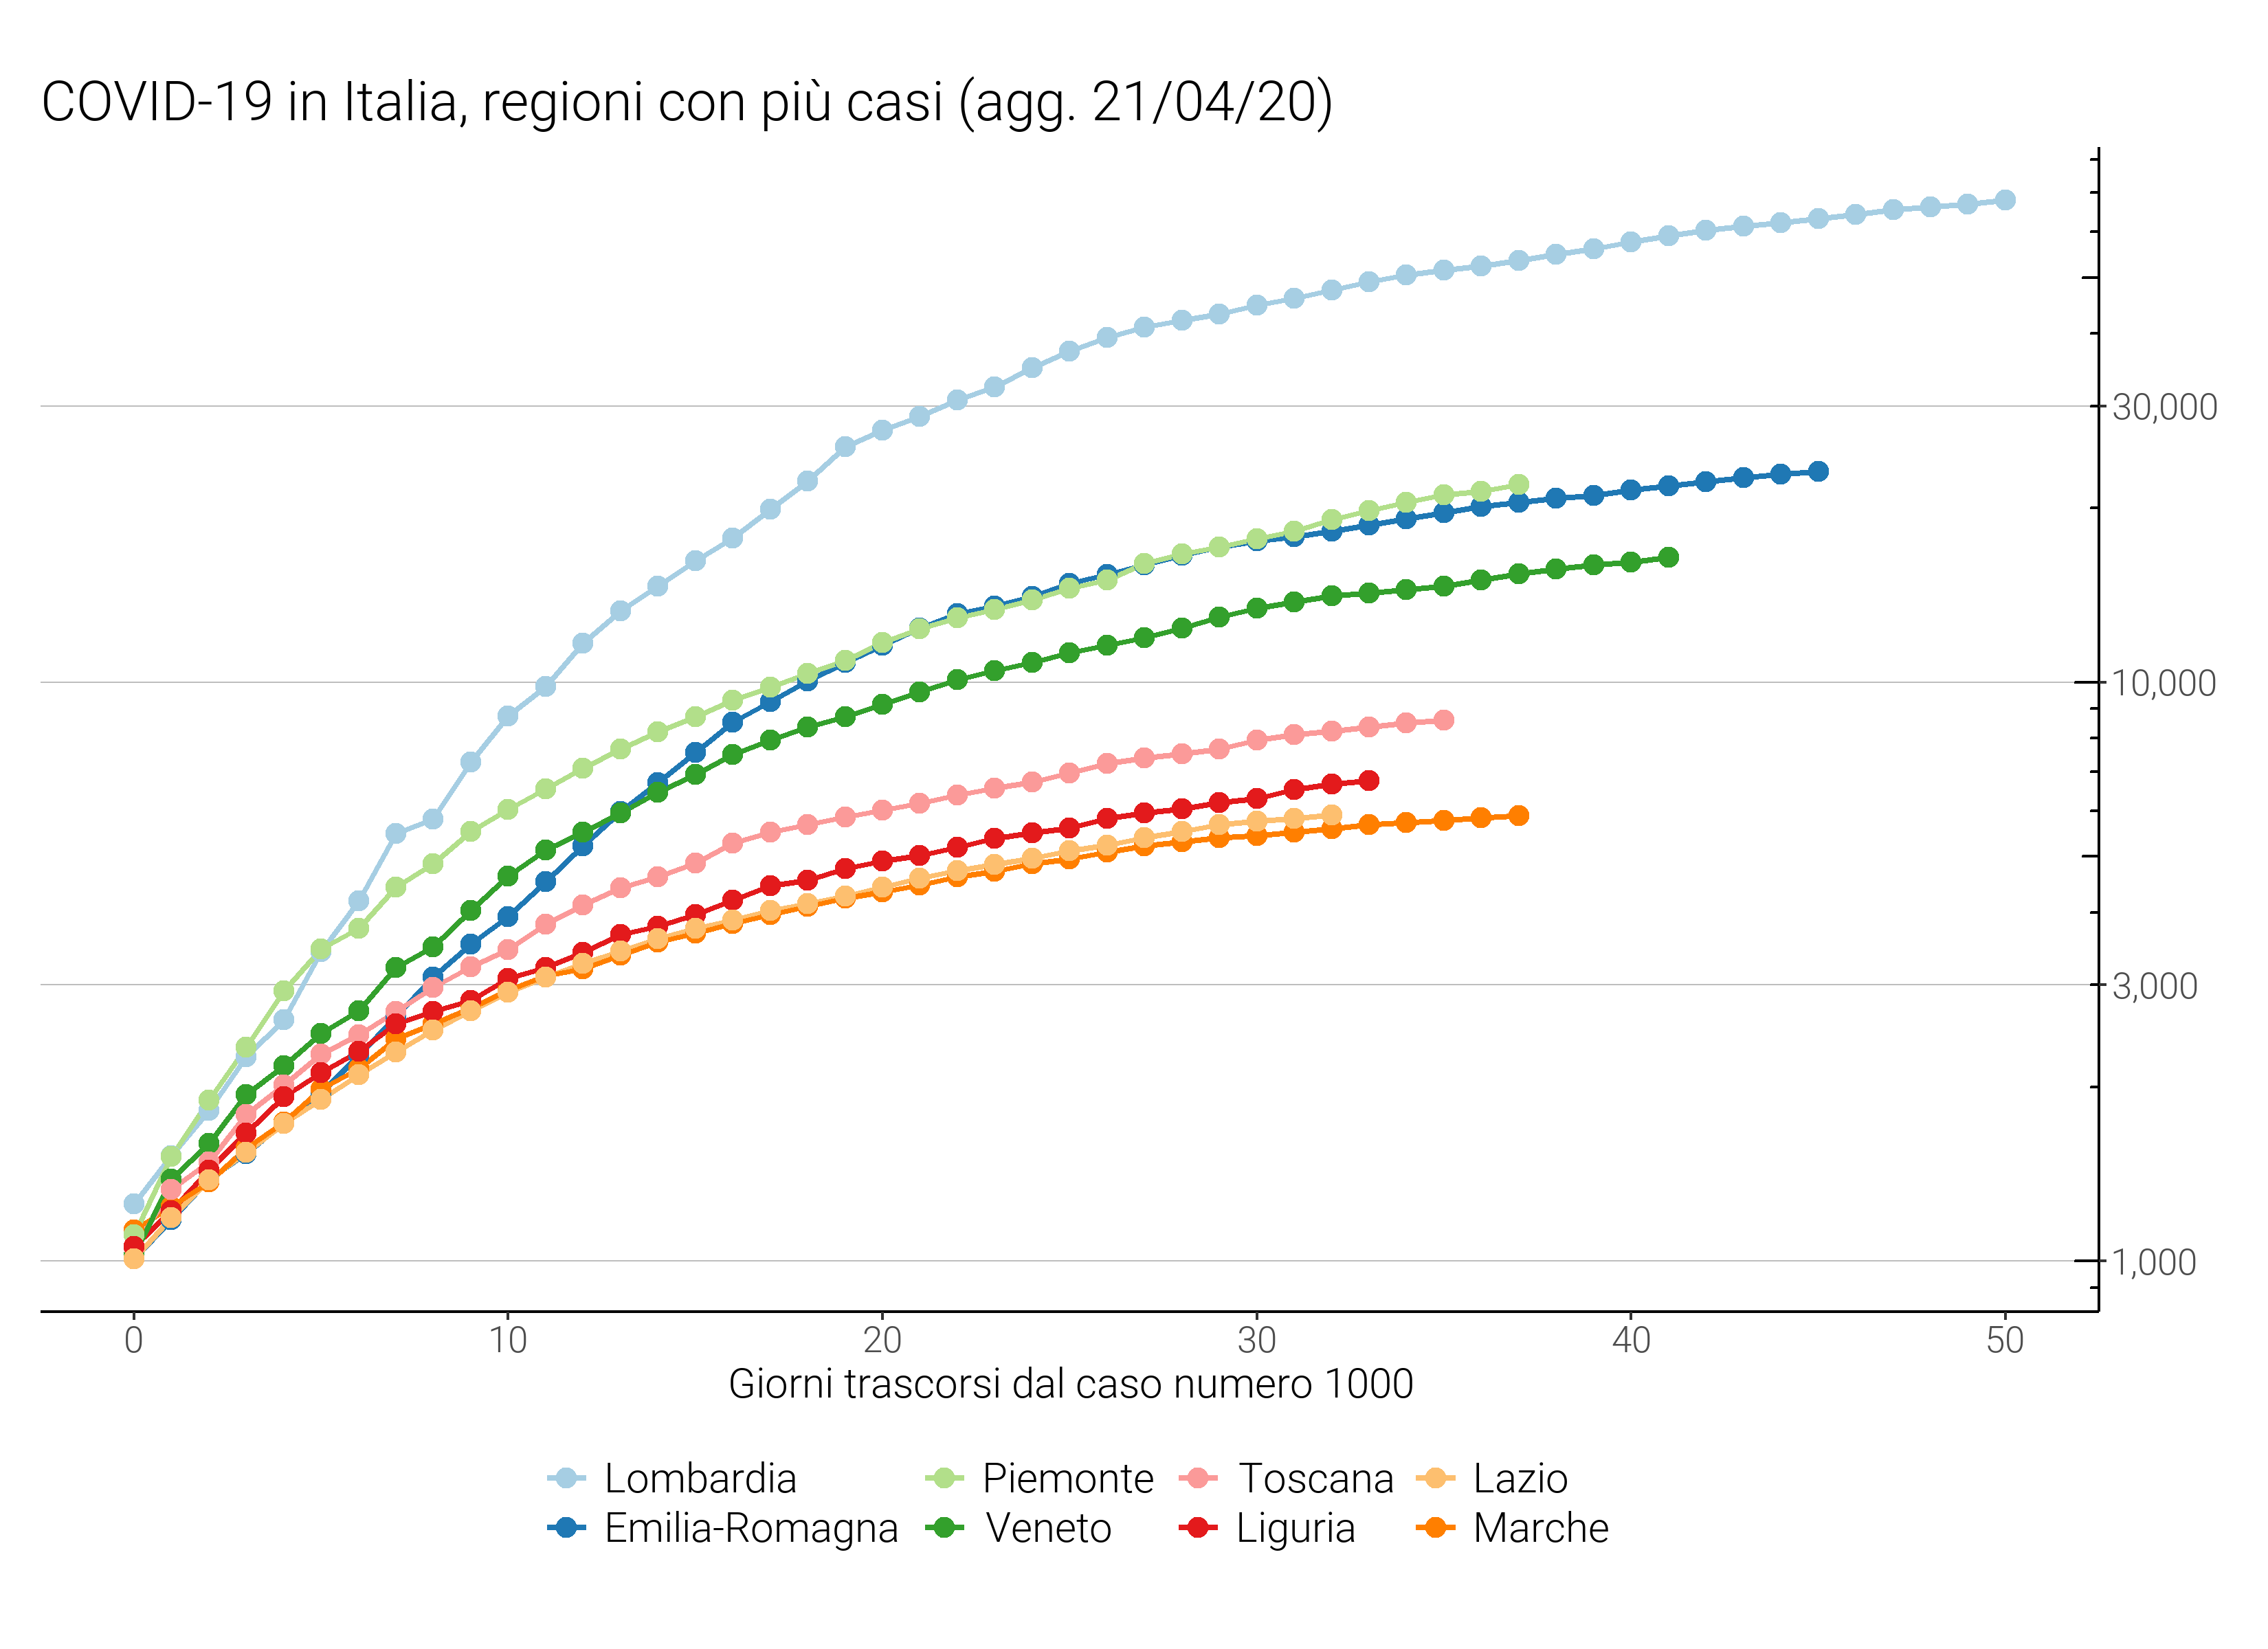 COVID-19 in Italia, regioni con più casi (agg. 21/04/20)
30,000
10,000
3,000
1,000
0 10 20 30 40 50
Giorni trascorsi dal caso numero 1000
Lombardia Piemonte Toscana Lazio
Emilia-Romagna Veneto Liguria Marche